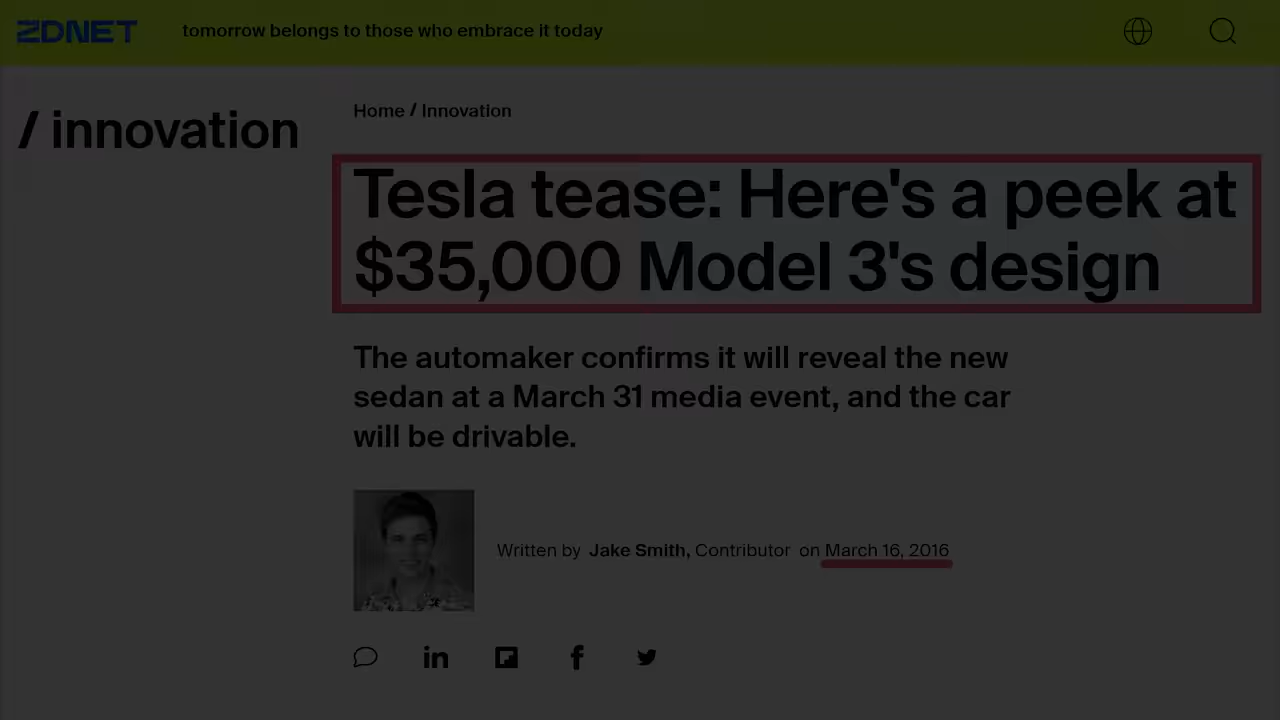 ZDNET
tomorrow belongs to those who embrace it today
/ innovation
Home / Innovation
Tesla tease: Here's a peek at
$35,000 Model 3's design
The automaker confirms it will reveal the new
sedan at a March 31 media event, and the car
will be drivable.
Written by Jake Smith, Contributor on March 16, 2016